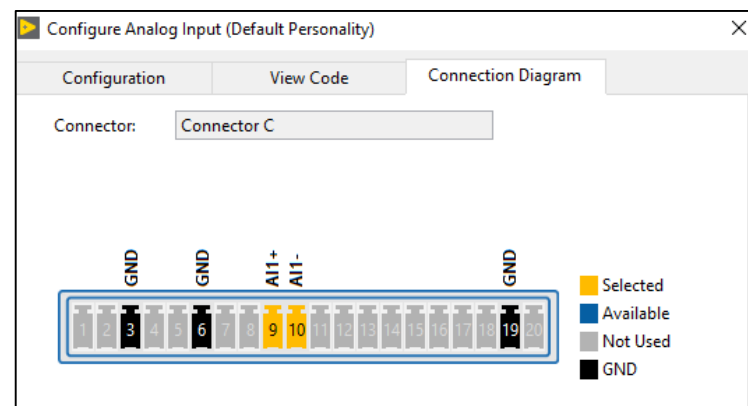 Configure Analog Input (Default Personality)
Configuration
View Code
Connection Diagram
Connector:
Connector C
GND
GND
AI1+
AI1-
GND
1 2 3 4 5 6 7 8 9 10 11 12 13 14 15 16 17 18 19 20
Selected
Available
Not Used
GND